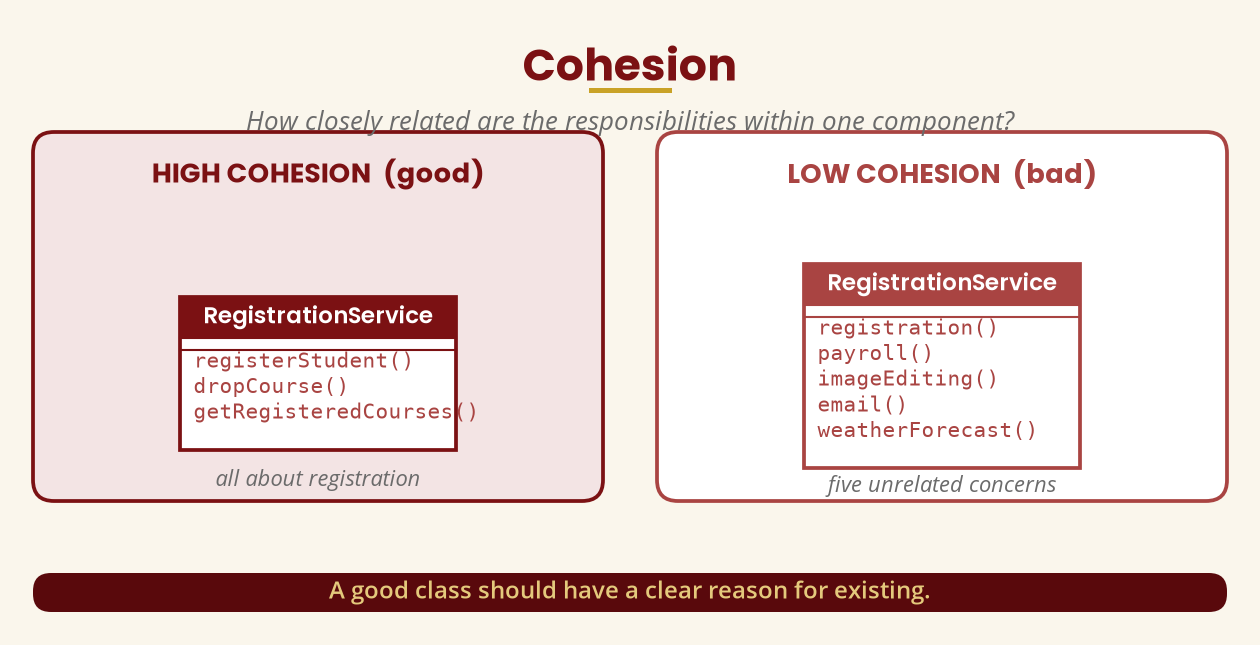 Cohesion
How closely related are the responsibilities within one component?
HIGH COHESION (good)
RegistrationService
registerStudent()
dropCourse()
getRegisteredCourses()
all about registration
LOW COHESION (bad)
RegistrationService
registration()
payroll()
imageEditing()
email()
weatherForecast()
five unrelated concerns
A good class should have a clear reason for existing.